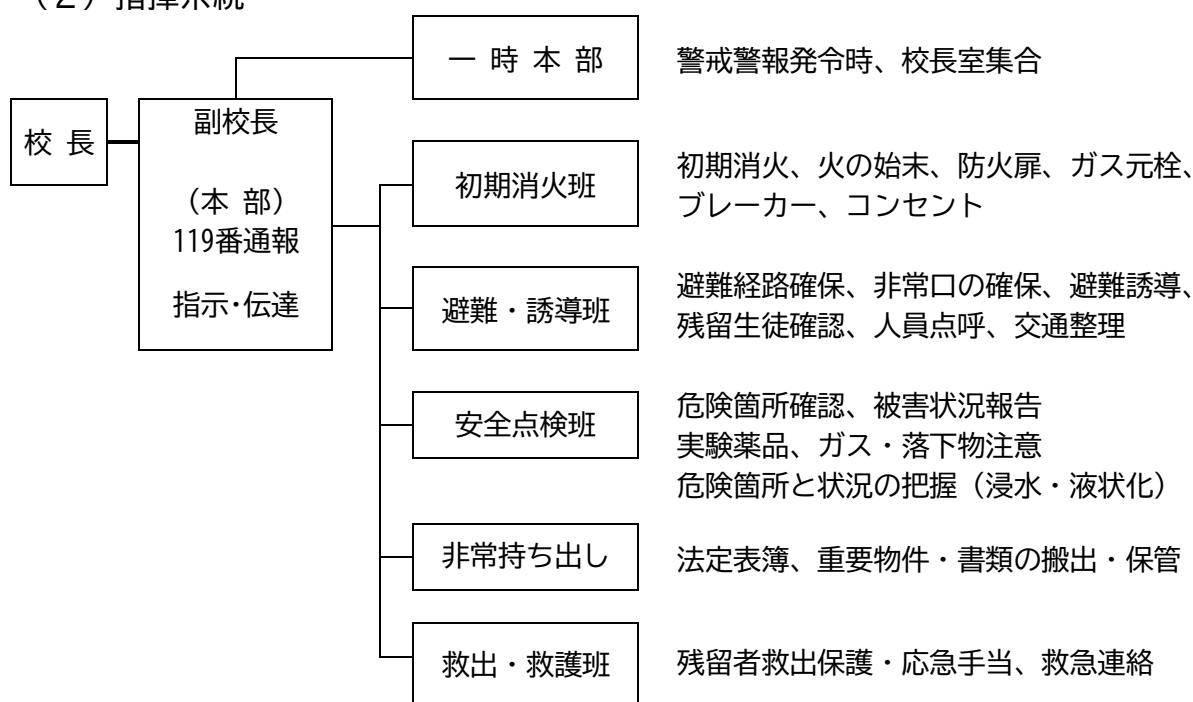 （２）指揮系統
一 時 本 部
警戒警報発令時、校長室集合
校 長
副校長
（本 部）
119番通報
指示・伝達
初期消火班
初期消火、火の始末、防火扉、ガス元栓、
ブレーカー、コンセント
避難・誘導班
避難経路確保、非常口の確保、避難誘導、
残留生徒確認、人員点呼、交通整理
安全点検班
危険箇所確認、被害状況報告
実験薬品、ガス・落下物注意
危険箇所と状況の把握（浸水・液状化）
非常持ち出し
法定表簿、重要物件・書類の搬出・保管
救出・救護班
残留者救出保護・応急手当、救急連絡